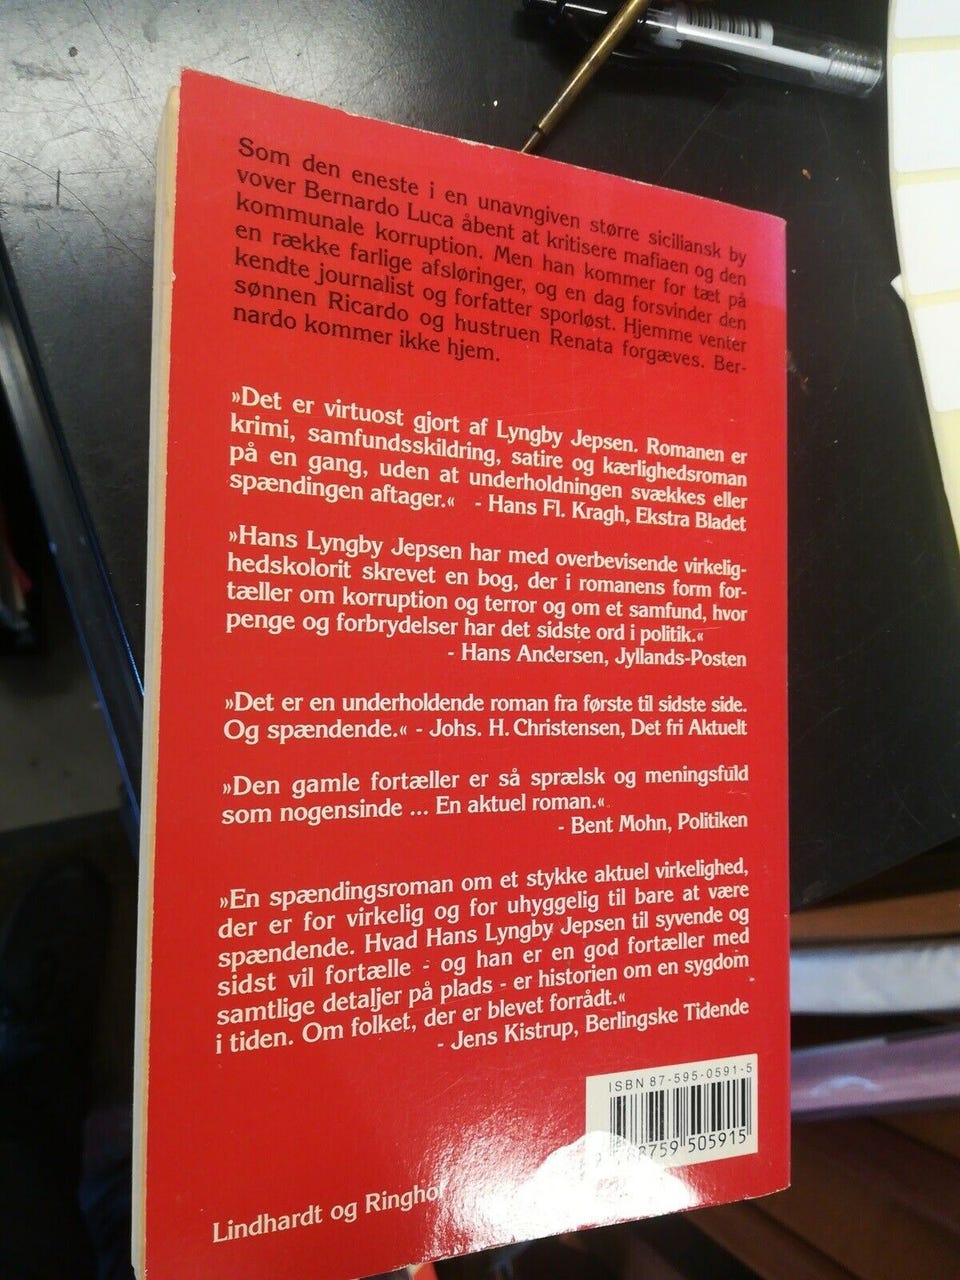 Som den eneste i en unavngiven større siciliansk by
vover Bernardo Luca åbent at kritisere mafiaen og den
kommunale korruption. Men han kommer for tæt på
en række farlige afsløringer, og en dag forsvinder den
kendte journalist og forfatter sporløst. Hjemme venter
sønnen Ricardo og hustruen Renata forgæves. Ber-
nardo kommer ikke hjem.
»Det er virtuost gjort af Lyngby Jepsen. Romanen er
krimi, samfundsskildring, satire og kærlighedsroman
på en gang, uden at underholdningen svækkes eller
spændingen aftager.« - Hans Fl. Kragh, Ekstra Bladet
»Hans Lyngby Jepsen har med overbevisende virkelig-
hedskolorit skrevet en bog, der i romanens form for-
tæller om korruption og terror og om et samfund, hvor
penge og forbrydelser har det sidste ord i politik.«
- Hans Andersen, Jyllands-Posten
»Det er en underholdende roman fra første til sidste side.
Og spændende.« - Johs. H. Christensen, Det fri Aktuelt
»Den gamle fortæller er så sprælsk og meningsfuld
som nogensinde ... En aktuel roman.«
- Bent Mohn, Politiken
»En spændingsroman om et stykke aktuel virkelighed,
der er for virkelig og for uhyggelig til bare at være
spændende. Hvad Hans Lyngby Jepsen til syvende og
sidst vil fortælle - og han er en god fortæller med
samtlige detaljer på plads - er historien om en sygdom
i tiden. Om folket, der er blevet forrådt.«
- Jens Kistrup, Berlingske Tidende
ISBN 87-595-0591-5
505915
Lindhardt og